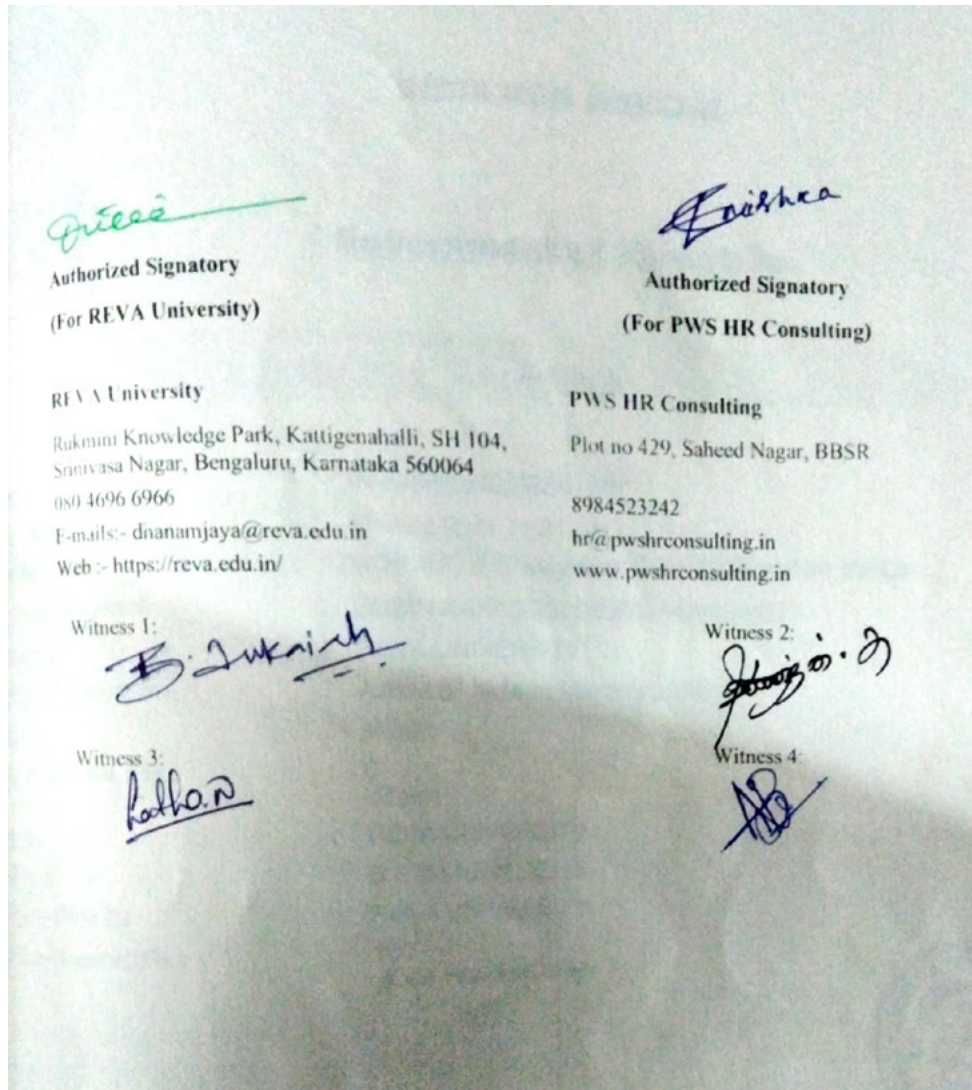 Authorized Signatory
(For REVA University)
REVA University
Rukmini Knowledge Park, Kattigenahalli, SH 104,
Srinivasa Nagar, Bengaluru, Karnataka 560064
080 4696 6966
E-mails:- dnanamjaya@reva.edu.in
Web :- https://reva.edu.in/
Authorized Signatory
(For PWS HR Consulting)
PWS HR Consulting
Plot no 429, Saheed Nagar, BBSR
8984523242
hr@pwshrconsulting.in
www.pwshrconsulting.in
Witness 1:
Witness 2:
Witness 3:
Witness 4: